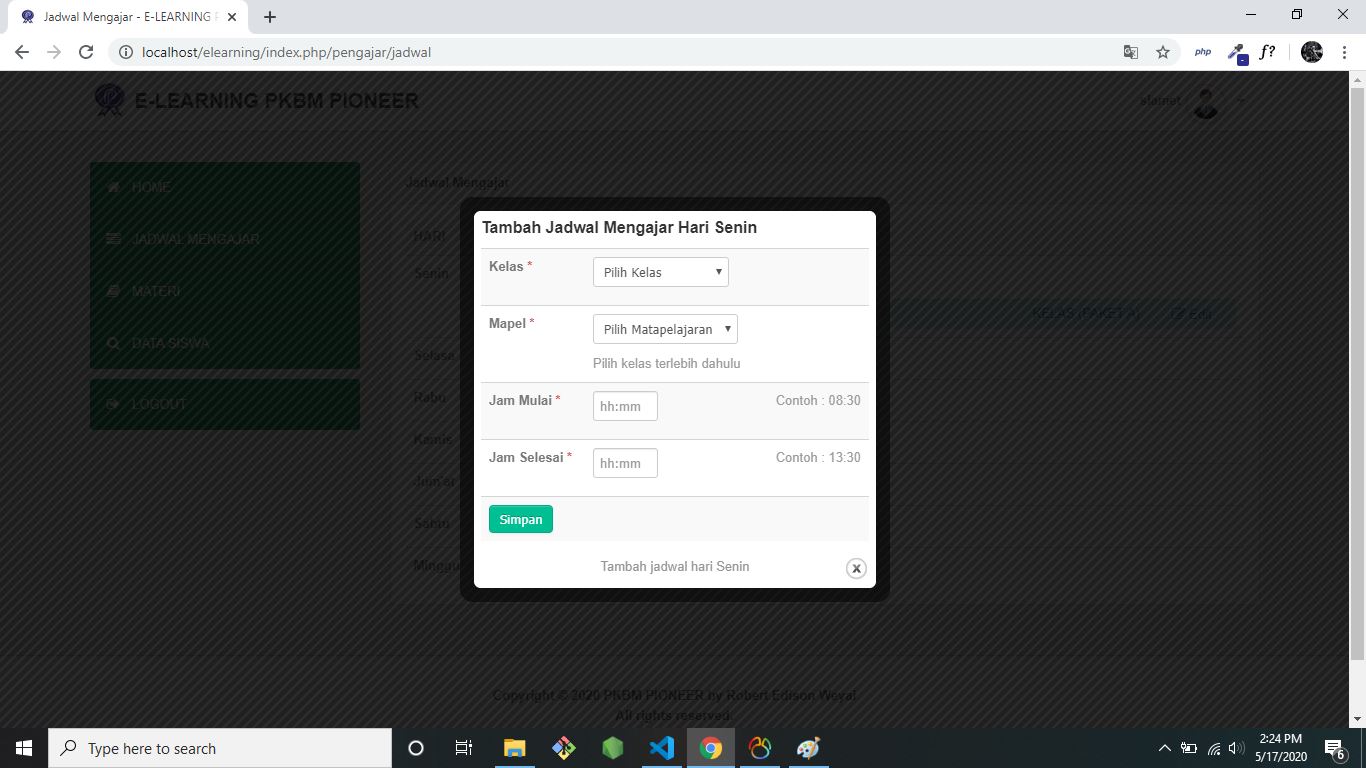 Jadwal Mengajar - E-LEARNING P
localhost/elearning/index.php/pengajar/jadwal
php
f?
E-LEARNING PKBM PIONEER
slamet
HOME
JADWAL MENGAJAR
MATERI
DATA SISWA
LOGOUT
Jadwal Mengajar
HARI
Senin
KELAS (PAKET A)
Edit
Selasa
Rabu
Kamis
Jum'at
Sabtu
Minggu
Tambah Jadwal Mengajar Hari Senin
Kelas *
Pilih Kelas
Mapel *
Pilih Matapelajaran
Pilih kelas terlebih dahulu
Jam Mulai *
hh:mm
Contoh : 08:30
Jam Selesai *
hh:mm
Contoh : 13:30
Simpan
Tambah jadwal hari Senin
x
Copyright © 2020 PKBM PIONEER by Robert Edison Weyai
All rights reserved.
Type here to search
2:24 PM
5/17/2020
6